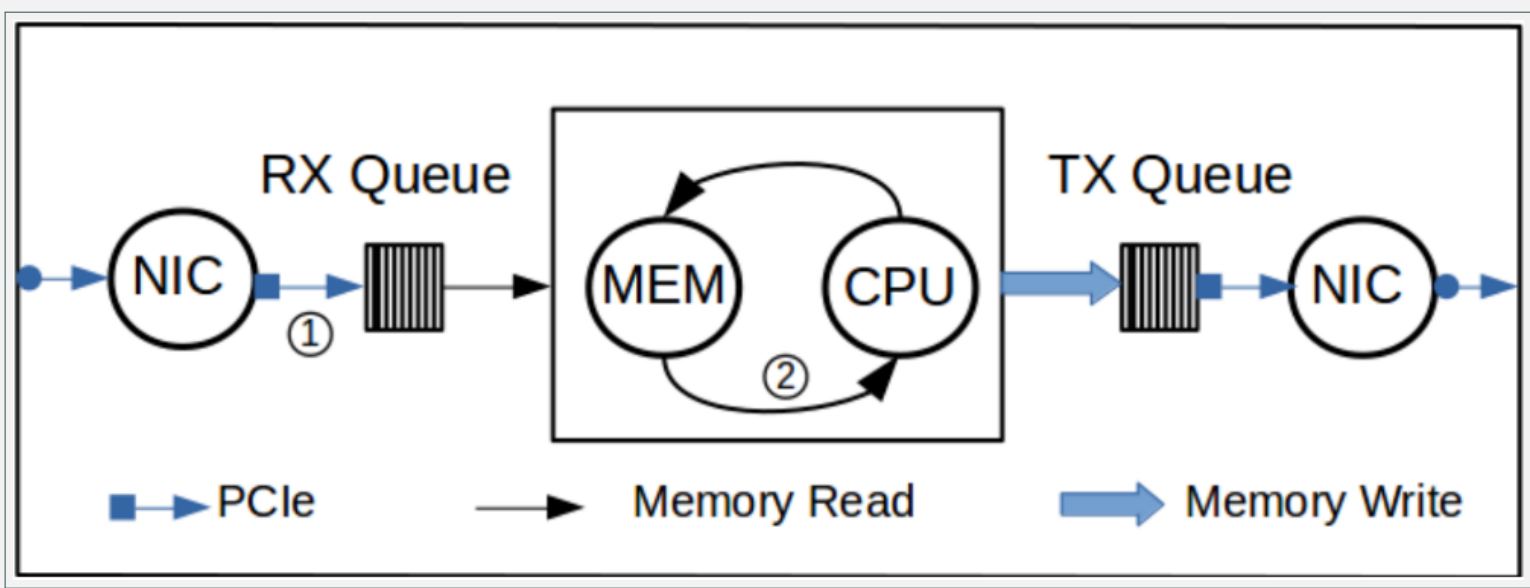 RX Queue
TX Queue
NIC
MEM
CPU
NIC
①
②
PCIe
Memory Read
Memory Write